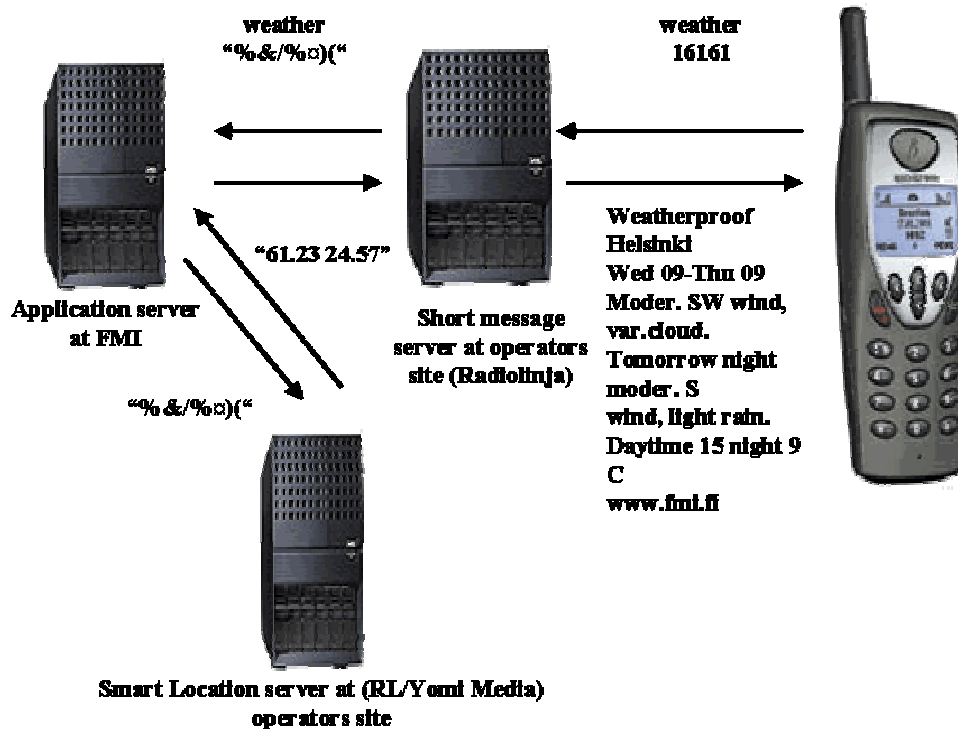 weather
“%&/%¤)(“
weather
16161
“61.23 24.57”
Application server
at FMI
Short message
server at operators
site (Radiolinja)
Weatherproof
Helsinki
Wed 09-Thu 09
Moder. SW wind,
var.cloud.
Tomorrow night
moder. S
wind, light rain.
Daytime 15 night 9
C
www.fmi.fi
“%&/%¤)(“
Smart Location server at (RL/Yomi Media)
operators site